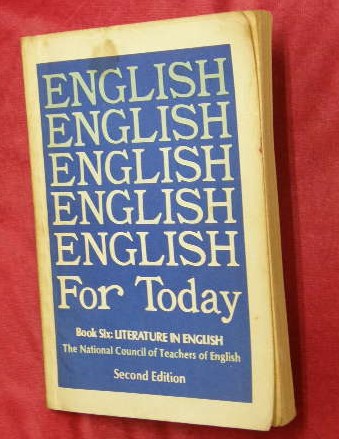 ENGLISH
ENGLISH
ENGLISH
ENGLISH
ENGLISH
For Today
Book Six: LITERATURE IN ENGLISH
The National Council of Teachers of English
Second Edition